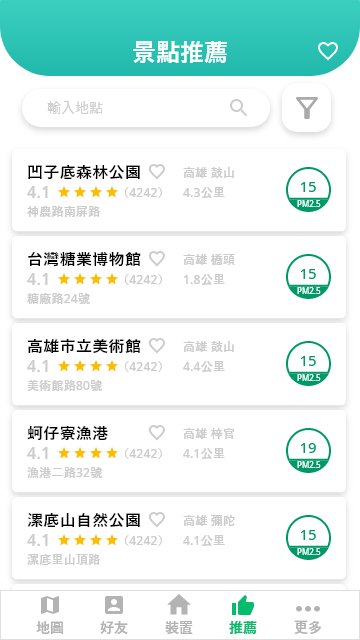 景點推薦
輸入地點
凹子底森林公園 高雄 鼓山
4.1 (4242) 4.3公里
神農路南屏路
15
PM2.5
台灣糖業博物館 高雄 橋頭
4.1 (4242) 1.8公里
糖廠路24號
15
PM2.5
高雄市立美術館 高雄 鼓山
4.1 (4242) 4.4公里
美術館路80號
15
PM2.5
蚵仔寮漁港 高雄 梓官
4.1 (4242) 4.1公里
漁港二路32號
19
PM2.5
漯底山自然公園 高雄 彌陀
4.1 (4242) 4.1公里
漯底里山頂路
15
PM2.5
地圖 好友 裝置 推薦 更多